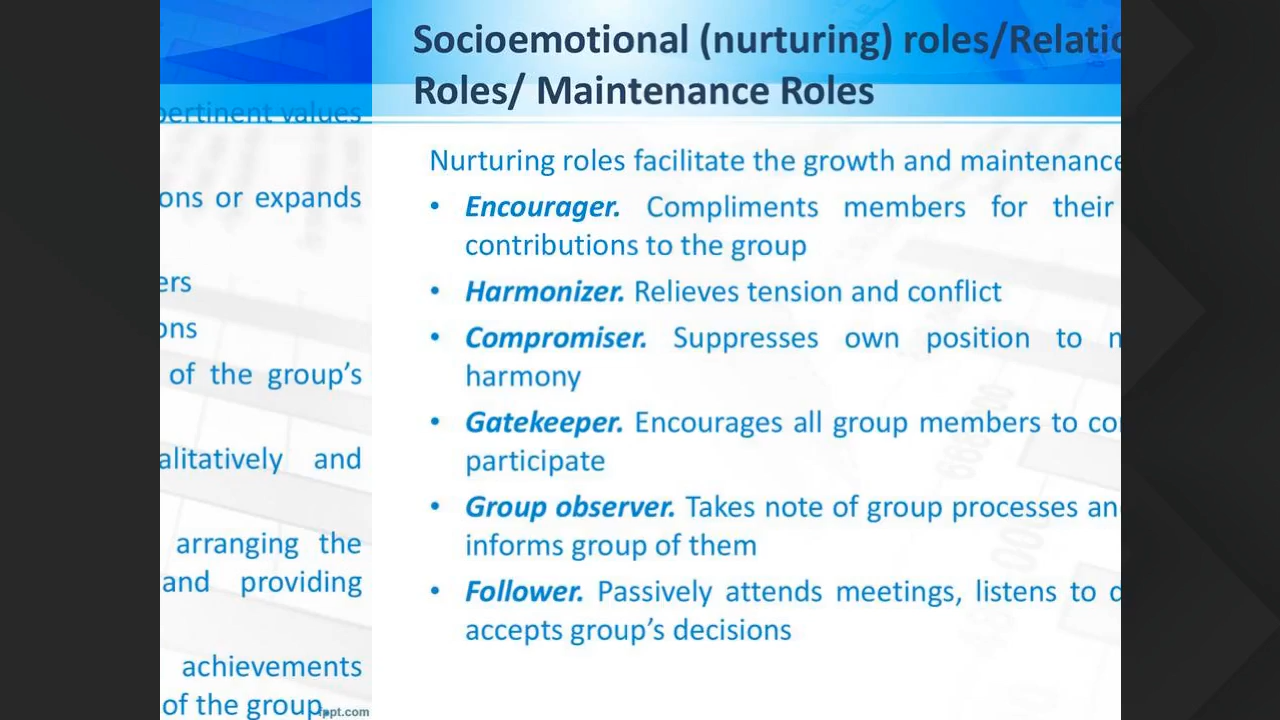 pertinent values
ons or expands
ers
ons
of the group's
alitatively and
arranging the
and providing
achievements
of the group.
fppt.com
Socioemotional (nurturing) roles/Relatio
Roles/ Maintenance Roles
Nurturing roles facilitate the growth and maintenance
• Encourager. Compliments members for their
contributions to the group
• Harmonizer. Relieves tension and conflict
• Compromiser. Suppresses own position to m
harmony
• Gatekeeper. Encourages all group members to co
participate
• Group observer. Takes note of group processes an
informs group of them
• Follower. Passively attends meetings, listens to d
accepts group's decisions